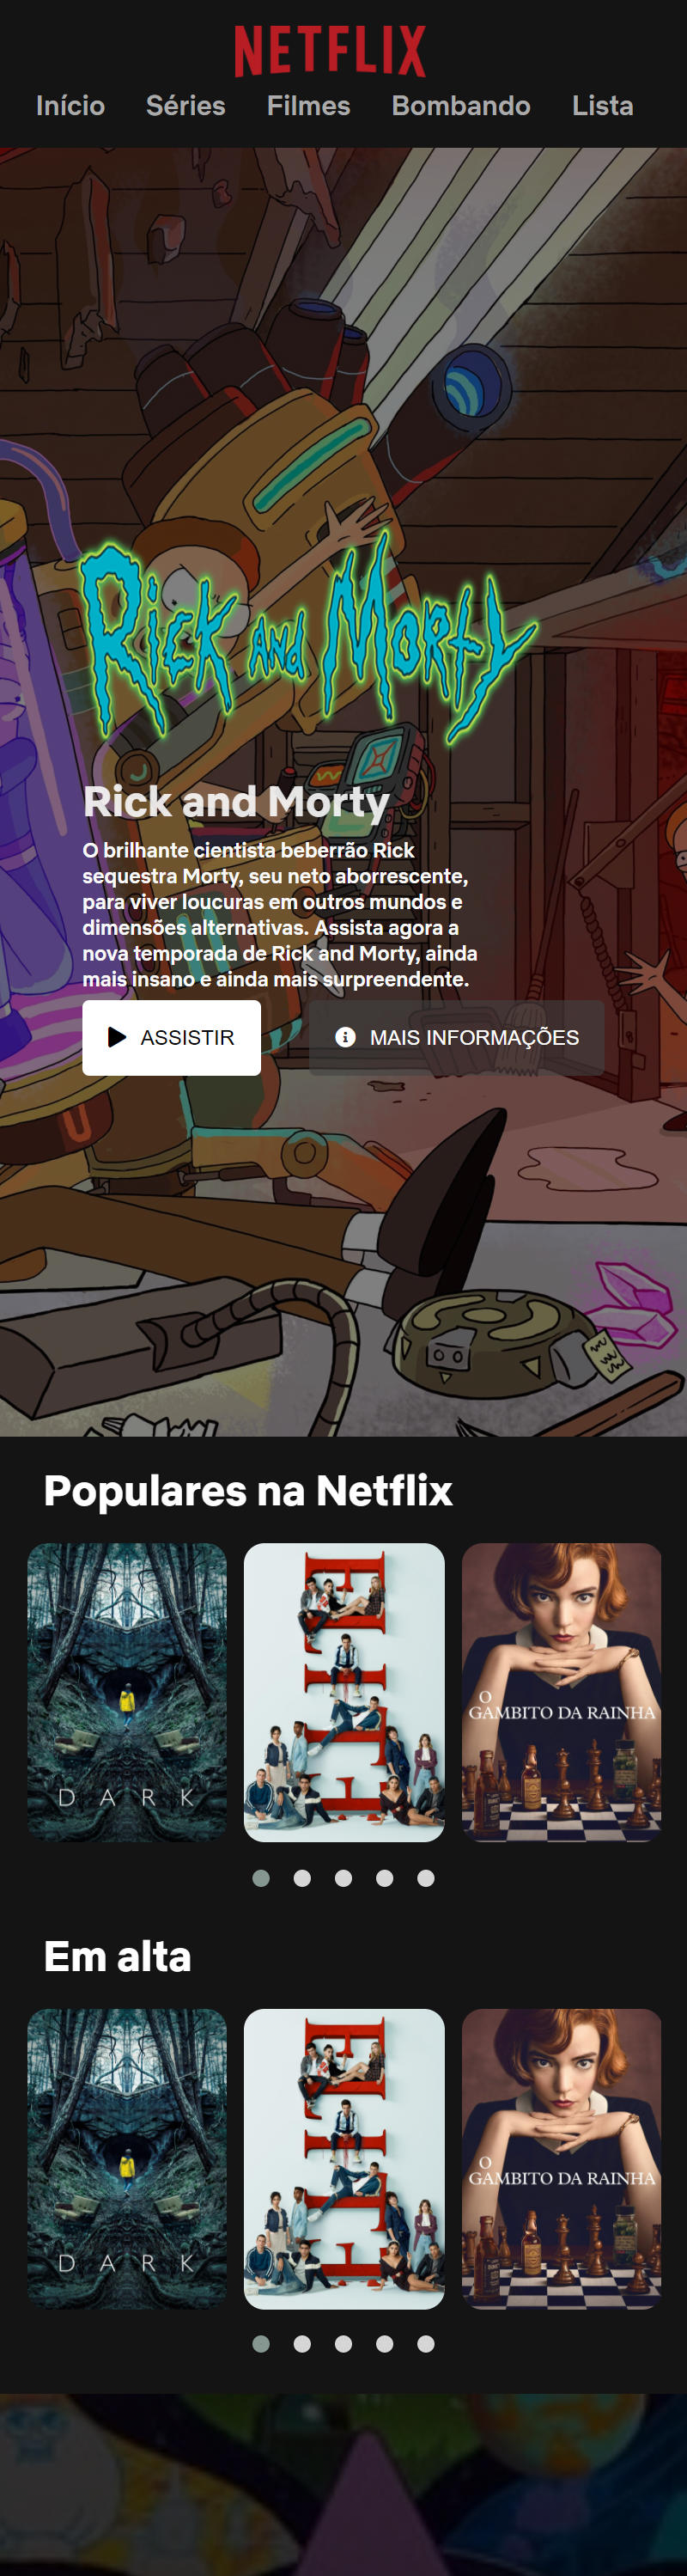 NETFLIX
Início Séries Filmes Bombando Lista
Rick and Morty
Rick and Morty
O brilhante cientista beberrão Rick
sequestra Morty, seu neto aborrescente,
para viver loucuras em outros mundos e
dimensões alternativas. Assista agora a
nova temporada de Rick and Morty, ainda
mais insano e ainda mais surpreendente.
ASSISTIR MAIS INFORMAÇÕES
Populares na Netflix
DARK
ELITE
O
GAMBITO DA RAINHA
Em alta
DARK
ELITE
O
GAMBITO DA RAINHA